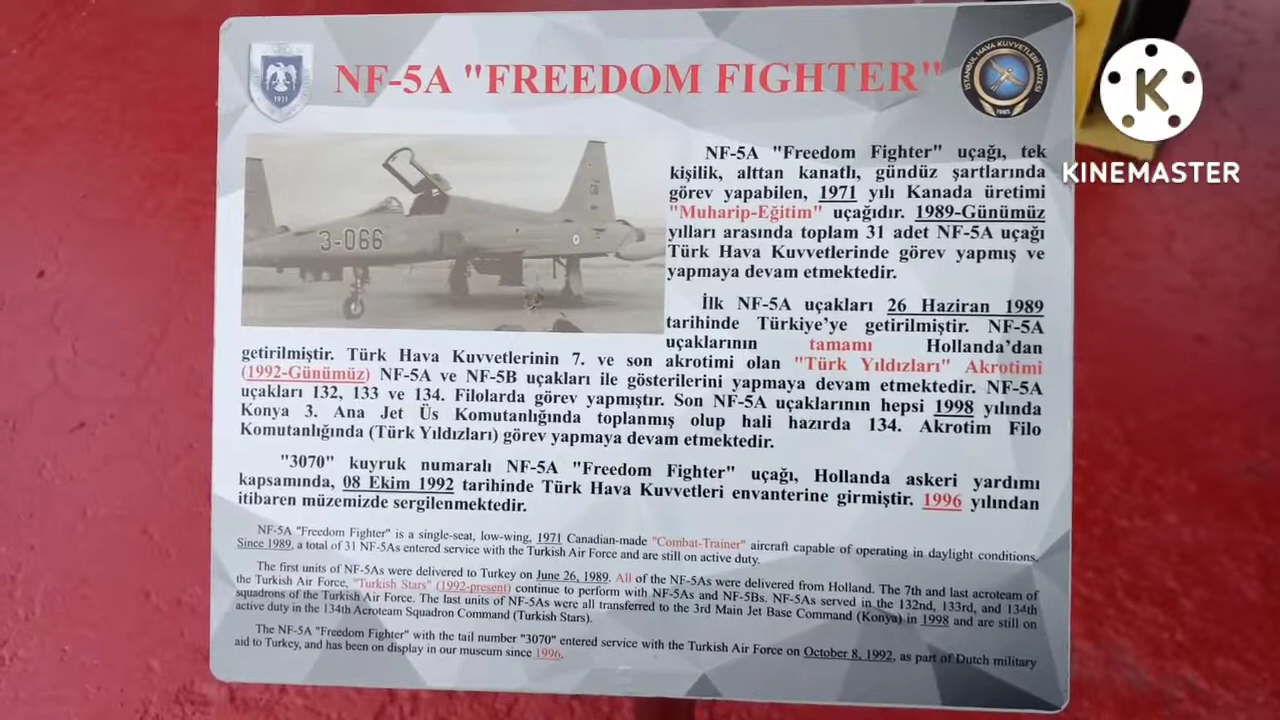 NF-5A "FREEDOM FIGHTER"
1911
İSTANBUL HAVA KUVVETLERİ MÜZESİ
1985
K
KINEMASTER
3-066
NF-5A "Freedom Fighter" uçağı, tek
kişilik, alttan kanatlı, gündüz şartlarında
görev yapabilen, 1971 yılı Kanada üretimi
"Muharip-Eğitim" uçağıdır. 1989-Günümüz
yılları arasında toplam 31 adet NF-5A uçağı
Türk Hava Kuvvetlerinde görev yapmış ve
yapmaya devam etmektedir.
İlk NF-5A uçakları 26 Haziran 1989
tarihinde Türkiye'ye getirilmiştir. NF-5A
uçaklarının tamamı Hollanda'dan
getirilmiştir. Türk Hava Kuvvetlerinin 7. ve son akrotimi olan "Türk Yıldızları" Akrotimi
(1992-Günümüz) NF-5A ve NF-5B uçakları ile gösterilerini yapmaya devam etmektedir. NF-5A
uçakları 132, 133 ve 134. Filolarda görev yapmıştır. Son NF-5A uçaklarının hepsi 1998 yılında
Konya 3. Ana Jet Üs Komutanlığında toplanmış olup hali hazırda 134. Akrotim Filo
Komutanlığında (Türk Yıldızları) görev yapmaya devam etmektedir.
"3070" kuyruk numaralı NF-5A "Freedom Fighter" uçağı, Hollanda askeri yardımı
kapsamında, 08 Ekim 1992 tarihinde Türk Hava Kuvvetleri envanterine girmiştir. 1996 yılından
itibaren müzemizde sergilenmektedir.
NF-5A "Freedom Fighter" is a single-seat, low-wing, 1971 Canadian-made "Combat-Trainer" aircraft capable of operating in daylight conditions.
Since 1989, a total of 31 NF-5As entered service with the Turkish Air Force and are still on active duty.
The first units of NF-5As were delivered to Turkey on June 26, 1989. All of the NF-5As were delivered from Holland. The 7th and last acroteam of
the Turkish Air Force, "Turkish Stars" (1992-present) continue to perform with NF-5As and NF-5Bs. NF-5As served in the 132nd, 133rd, and 134th
squadrons of the Turkish Air Force. The last units of NF-5As were all transferred to the 3rd Main Jet Base Command (Konya) in 1998 and are still on
active duty in the 134th Acroteam Squadron Command (Turkish Stars).
The NF-5A "Freedom Fighter" with the tail number "3070" entered service with the Turkish Air Force on October 8, 1992, as part of Dutch military
aid to Turkey, and has been on display in our museum since 1996.